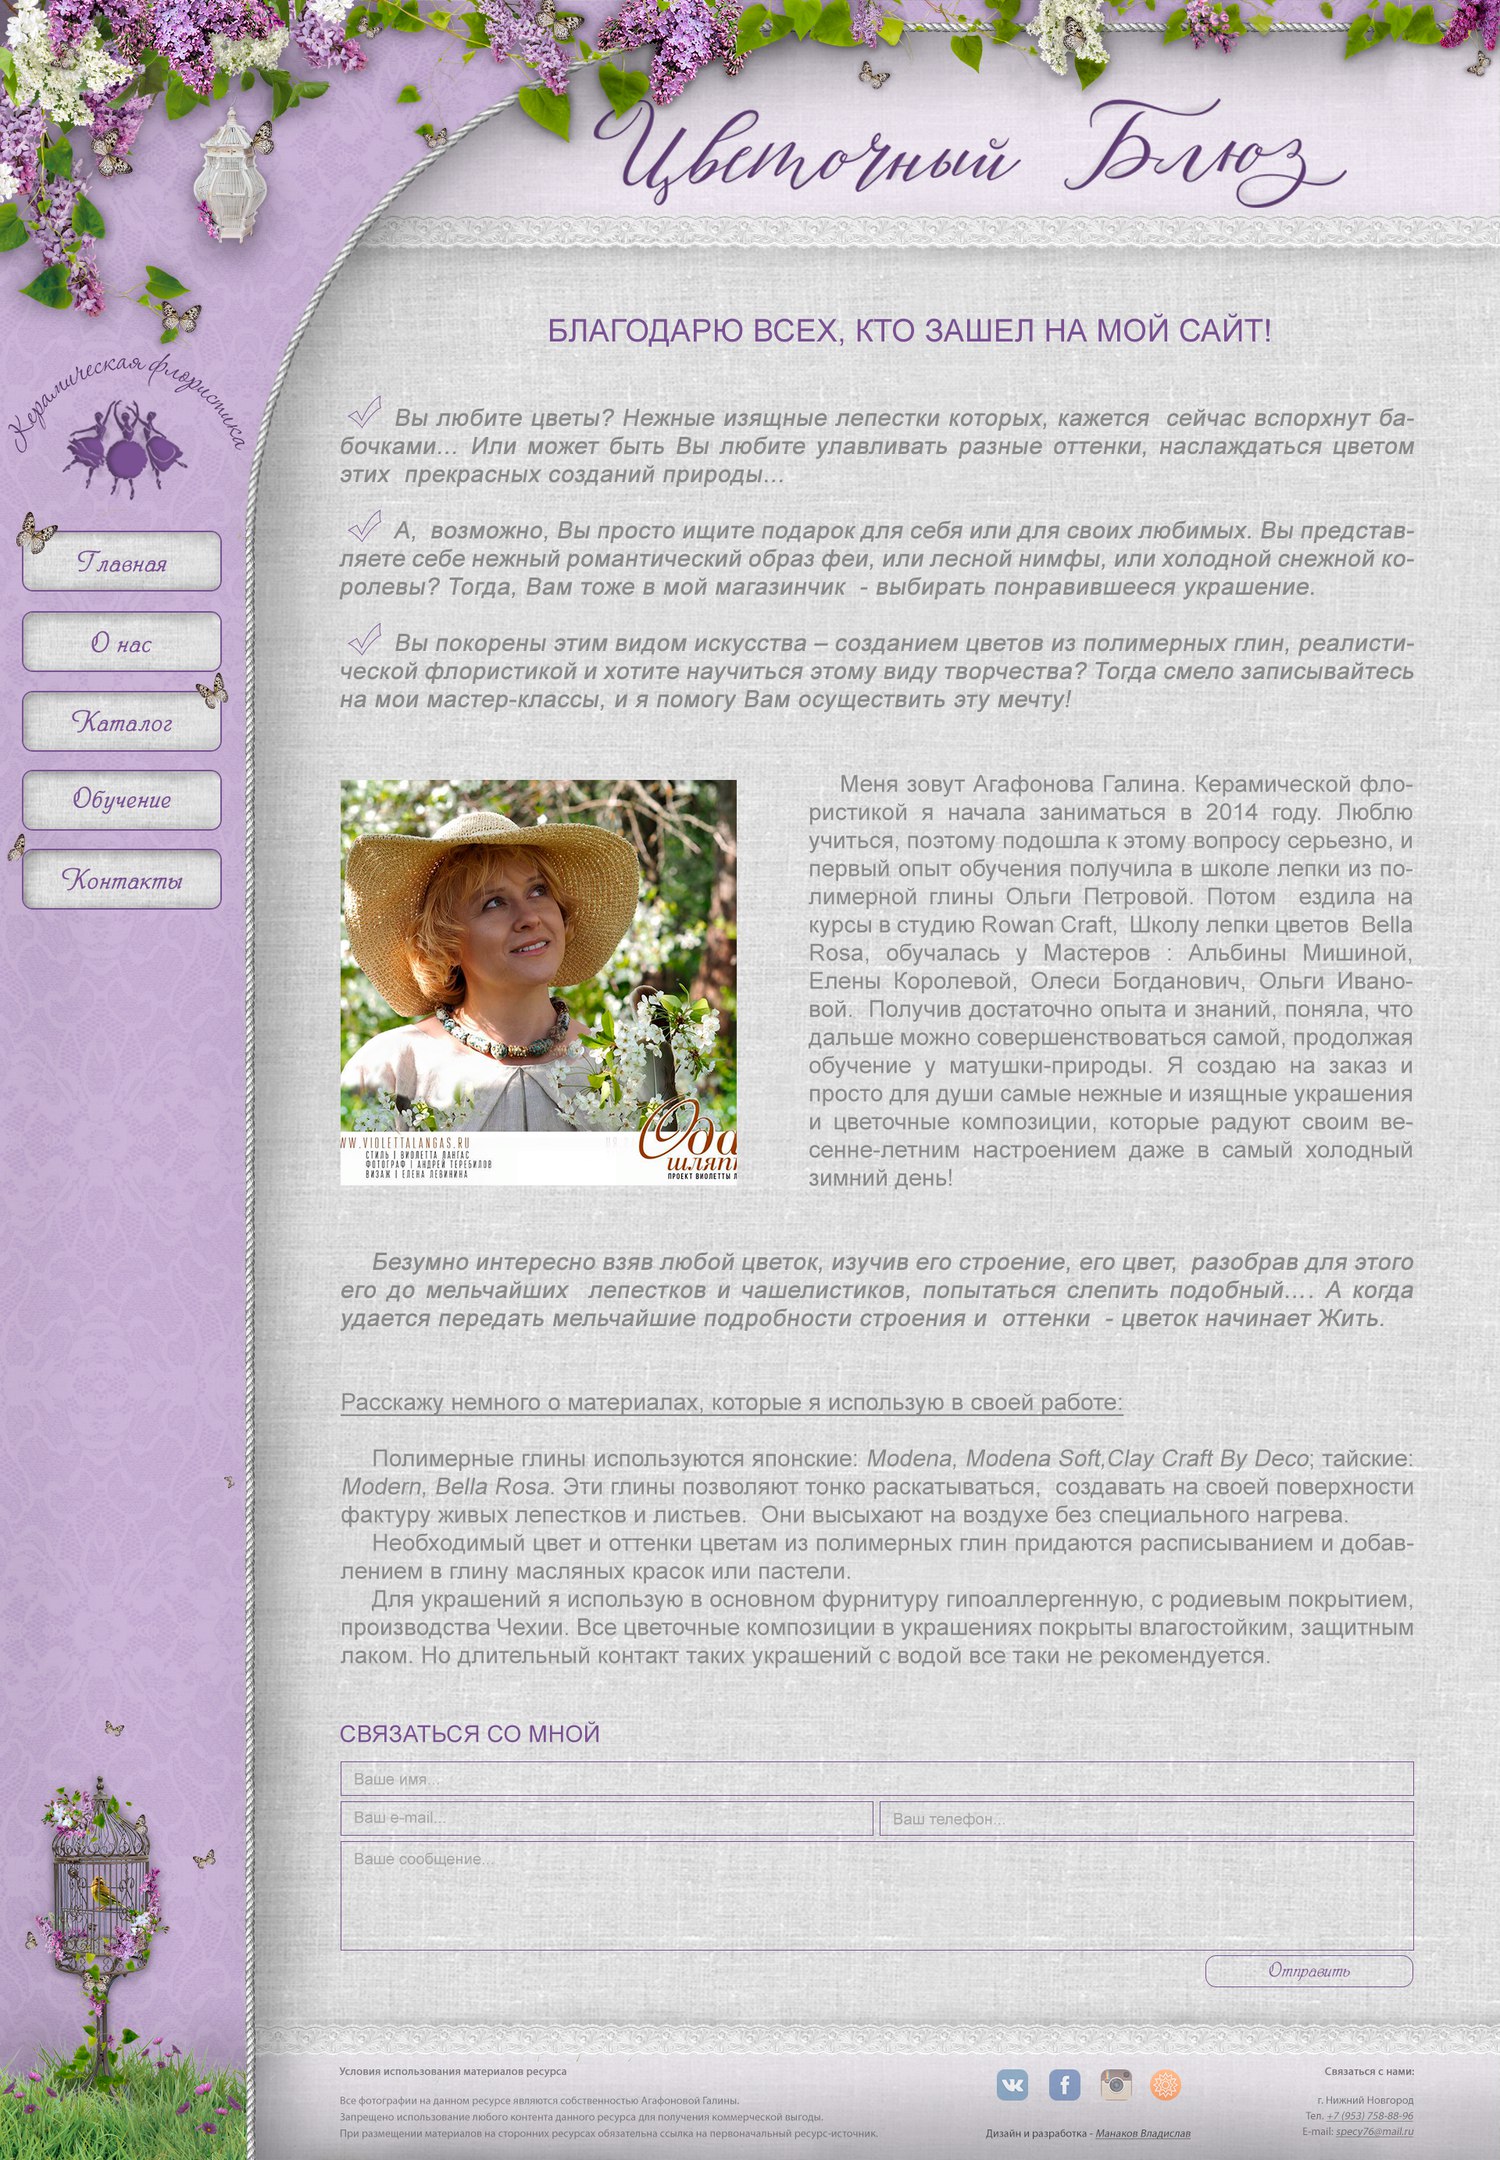 Цветочный Блюз
Керамическая флористика
Главная
О нас
Каталог
Обучение
Контакты
БЛАГОДАРЮ ВСЕХ, КТО ЗАШЕЛ НА МОЙ САЙТ!
Вы любите цветы? Нежные изящные лепестки которых, кажется сейчас вспорхнут ба-
бочками... Или может быть Вы любите улавливать разные оттенки, наслаждаться цветом
этих прекрасных созданий природы...
А, возможно, Вы просто ищите подарок для себя или для своих любимых. Вы представ-
ляете себе нежный романтический образ феи, или лесной нимфы, или холодной снежной ко-
ролевы? Тогда, Вам тоже в мой магазинчик - выбирать понравившееся украшение.
Вы покорены этим видом искусства – созданием цветов из полимерных глин, реалисти-
ческой флористикой и хотите научиться этому виду творчества? Тогда смело записывайтесь
на мои мастер-классы, и я помогу Вам осуществить эту мечту!
Меня зовут Агафонова Галина. Керамической фло-
ристикой я начала заниматься в 2014 году. Люблю
учиться, поэтому подошла к этому вопросу серьезно, и
первый опыт обучения получила в школе лепки из по-
лимерной глины Ольги Петровой. Потом ездила на
курсы в студию Rowan Craft, Школу лепки цветов Bella
Rosa, обучалась у Мастеров : Альбины Мишиной,
Елены Королевой, Олеси Богданович, Ольги Ивано-
вой. Получив достаточно опыта и знаний, поняла, что
дальше можно совершенствоваться самой, продолжая
обучение у матушки-природы. Я создаю на заказ и
просто для души самые нежные и изящные украшения
и цветочные композиции, которые радуют своим ве-
сенне-летним настроением даже в самый холодный
зимний день!
WW.VIOLETTALANGAS.RU
СТИЛЬ | ВИОЛЕТТА ЛАНГАС
ФОТОГРАФ | АНДРЕЙ ТЕРЕБИЛОВ
ВИЗАЖ | ЕЛЕНА ЛЕВИНИНА
Ода
шляп
ПРОЕКТ ВИОЛЕТТЫ Л
Безумно интересно взяв любой цветок, изучив его строение, его цвет, разобрав для этого
его до мельчайших лепестков и чашелистиков, попытаться слепить подобный.... А когда
удается передать мельчайшие подробности строения и оттенки - цветок начинает Жить.
Расскажу немного о материалах, которые я использую в своей работе:
Полимерные глины используются японские: Modena, Modena Soft,Clay Craft By Deco; тайские:
Modern, Bella Rosa. Эти глины позволяют тонко раскатываться, создавать на своей поверхности
фактуру живых лепестков и листьев. Они высыхают на воздухе без специального нагрева.
Необходимый цвет и оттенки цветам из полимерных глин придаются расписыванием и добав-
лением в глину масляных красок или пастели.
Для украшений я использую в основном фурнитуру гипоаллергенную, с родиевым покрытием,
производства Чехии. Все цветочные композиции в украшениях покрыты влагостойким, защитным
лаком. Но длительный контакт таких украшений с водой все таки не рекомендуется.
СВЯЗАТЬСЯ СО МНОЙ
Ваше имя...
Ваш e-mail...
Ваш телефон...
Ваше сообщение...
Отправить
Условия использования материалов ресурса
Все фотографии на данном ресурсе являются собственностью Агафоновой Галины.
Запрещено использование любого контента данного ресурса для получения коммерческой выгоды.
При размещении материалов на сторонних ресурсах обязательна ссылка на первоначальный ресурс-источник.
Дизайн и разработка - Манаков Владислав
Связаться с нами:
г. Нижний Новгород
Тел. +7 (953) 758-88-96
E-mail: specy76@mail.ru